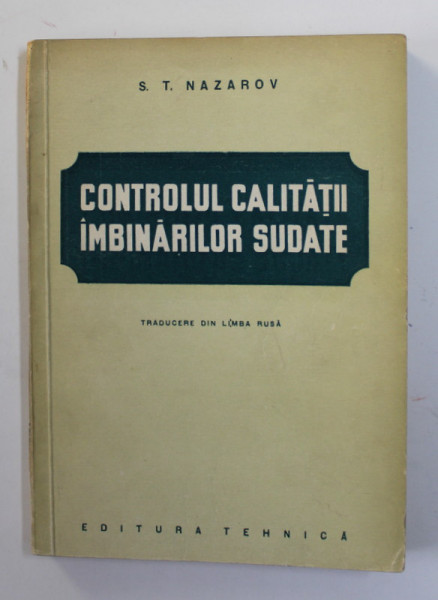 S. T. NAZAROV
CONTROLUL CALITĂȚII
ÎMBINĂRILOR SUDATE
TRADUCERE DIN LIMBA RUSĂ
EDITURA TEHNICĂ